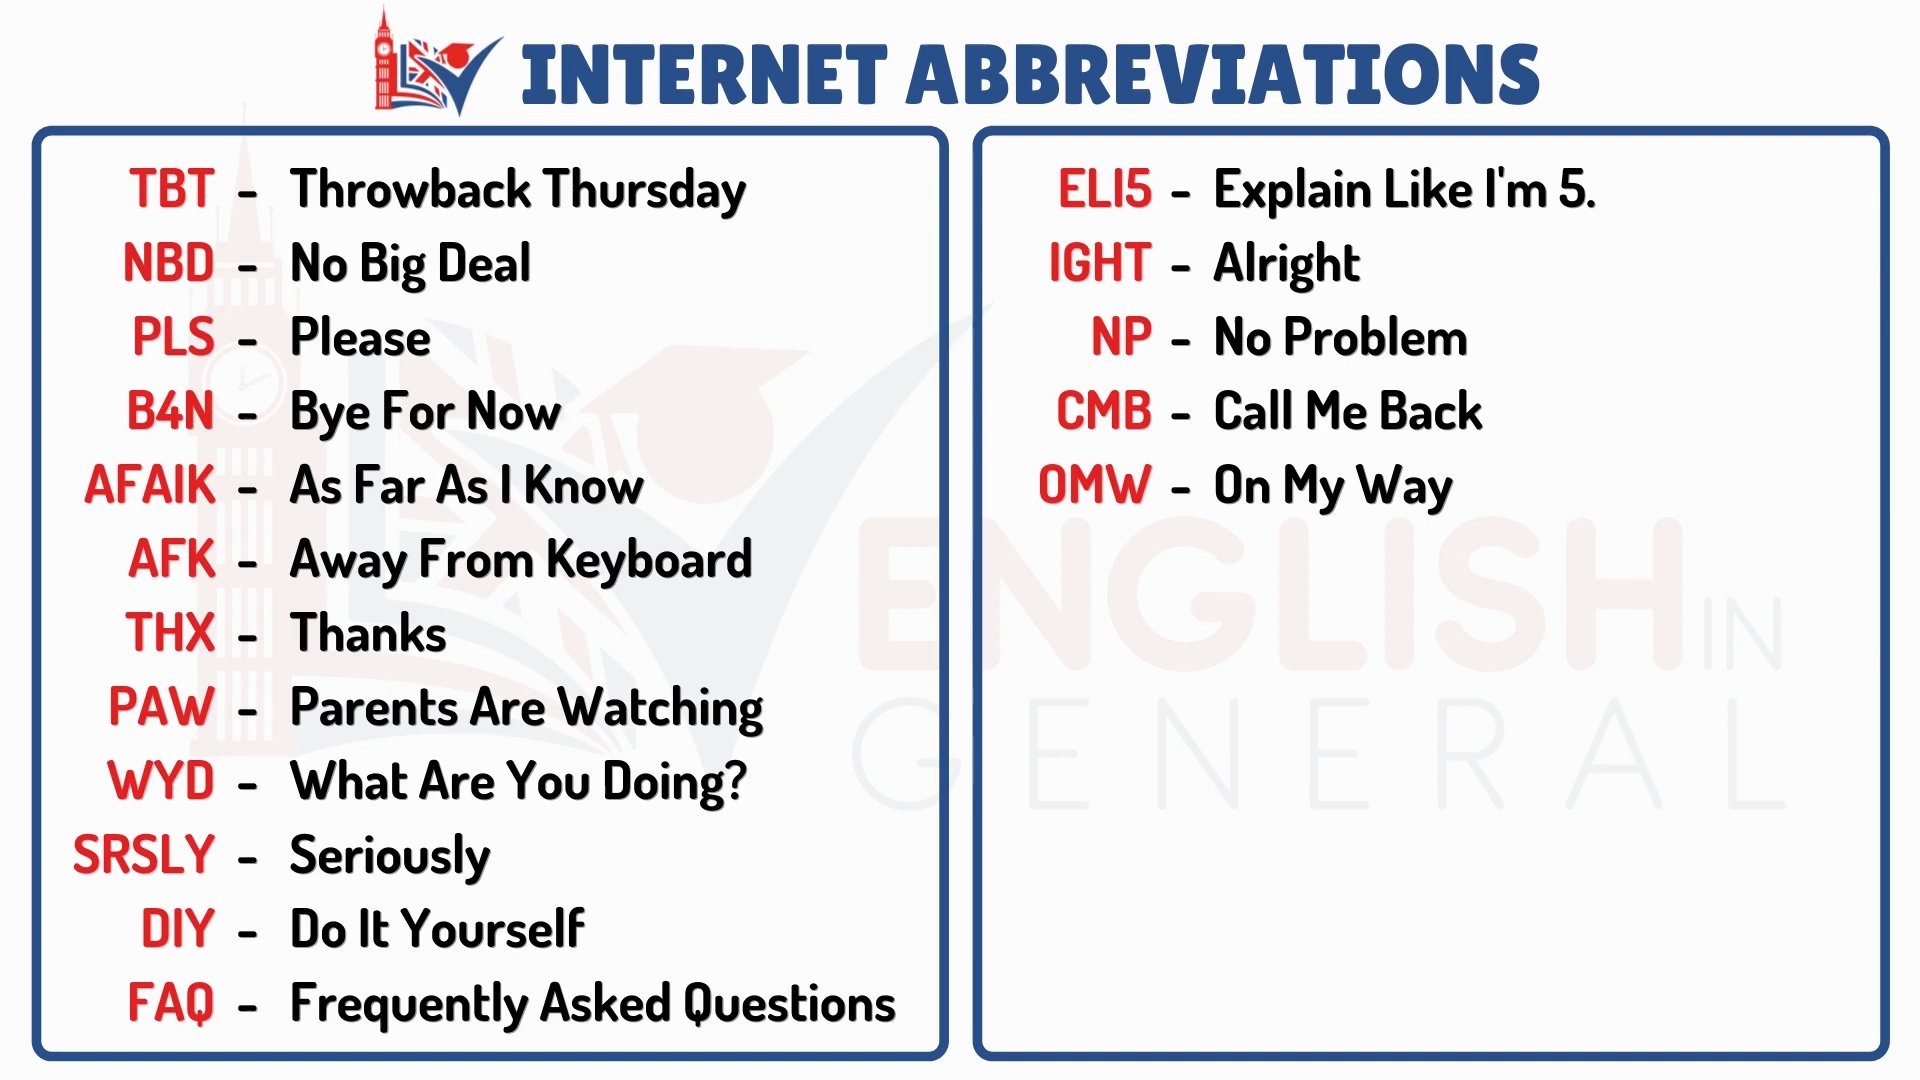 INTERNET ABBREVIATIONS
TBT - Throwback Thursday
NBD - No Big Deal
PLS - Please
B4N - Bye For Now
AFAIK - As Far As I Know
AFK - Away From Keyboard
THX - Thanks
PAW - Parents Are Watching
WYD - What Are You Doing?
SRSLY - Seriously
DIY - Do It Yourself
FAQ - Frequently Asked Questions
ELI5 - Explain Like I'm 5.
IGHT - Alright
NP - No Problem
CMB - Call Me Back
OMW - On My Way
ENGLISH IN
GENERAL